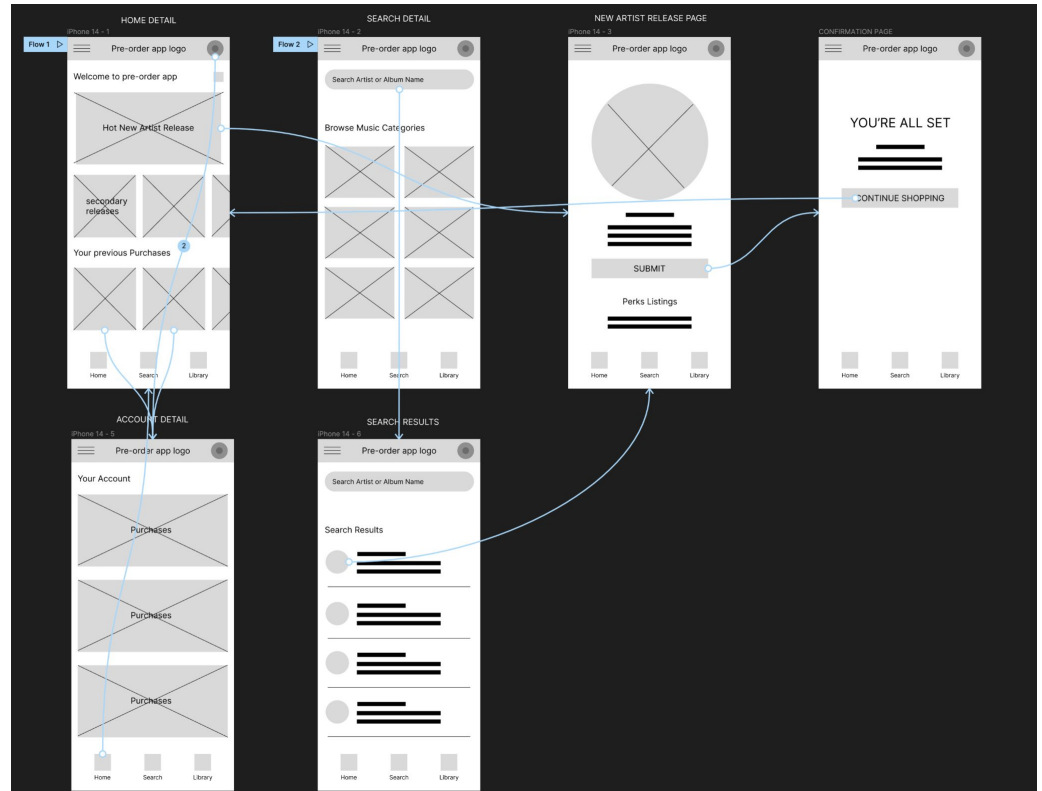 HOME DETAIL
iPhone 14 - 1
Flow 1
Pre-order app logo
Welcome to pre-order app
Hot New Artist Release
secondary
releases
Your previous Purchases
2
Home Search Library
SEARCH DETAIL
iPhone 14 - 2
Flow 2
Pre-order app logo
Search Artist or Album Name
Browse Music Categories
Home Search Library
NEW ARTIST RELEASE PAGE
iPhone 14 - 3
Pre-order app logo
SUBMIT
Perks Listings
Home Search Library
CONFIRMATION PAGE
Pre-order app logo
YOU'RE ALL SET
CONTINUE SHOPPING
Home Search Library
ACCOUNT DETAIL
iPhone 14 - 5
Pre-order app logo
Your Account
Purchases
Purchases
Purchases
Home Search Library
SEARCH RESULTS
iPhone 14 - 6
Pre-order app logo
Search Artist or Album Name
Search Results
Home Search Library